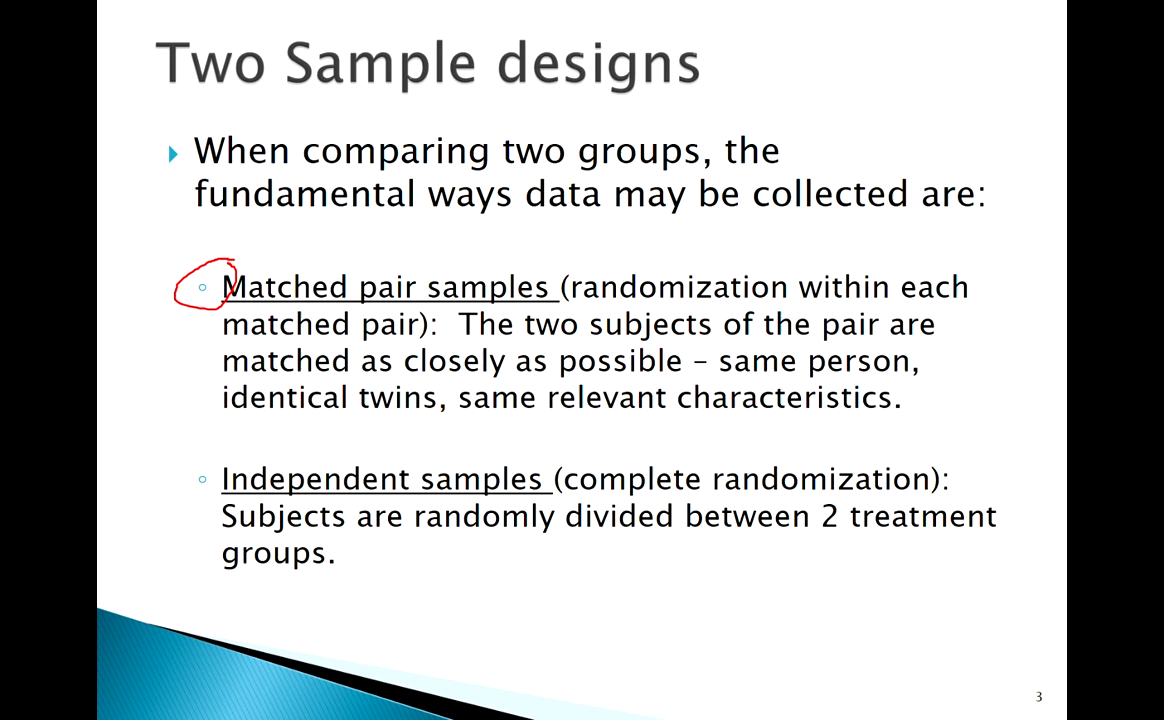 Two Sample designs
When comparing two groups, the
fundamental ways data may be collected are:
Matched pair samples (randomization within each
matched pair): The two subjects of the pair are
matched as closely as possible – same person,
identical twins, same relevant characteristics.
Independent samples (complete randomization):
Subjects are randomly divided between 2 treatment
groups.
3